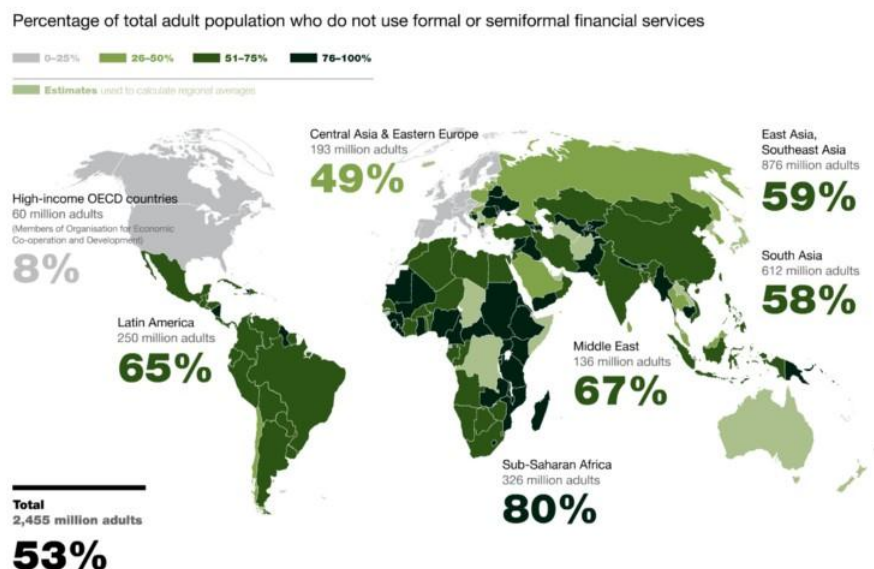 Percentage of total adult population who do not use formal or semiformal financial services
0–25%
26–50%
51–75%
76–100%
Estimates used to calculate regional averages
Central Asia & Eastern Europe
193 million adults
49%
East Asia,
Southeast Asia
876 million adults
59%
High-income OECD countries
60 million adults
(Members of Organisation for Economic
Co-operation and Development)
8%
South Asia
612 million adults
58%
Latin America
250 million adults
65%
Middle East
136 million adults
67%
Sub-Saharan Africa
326 million adults
80%
Total
2,455 million adults
53%